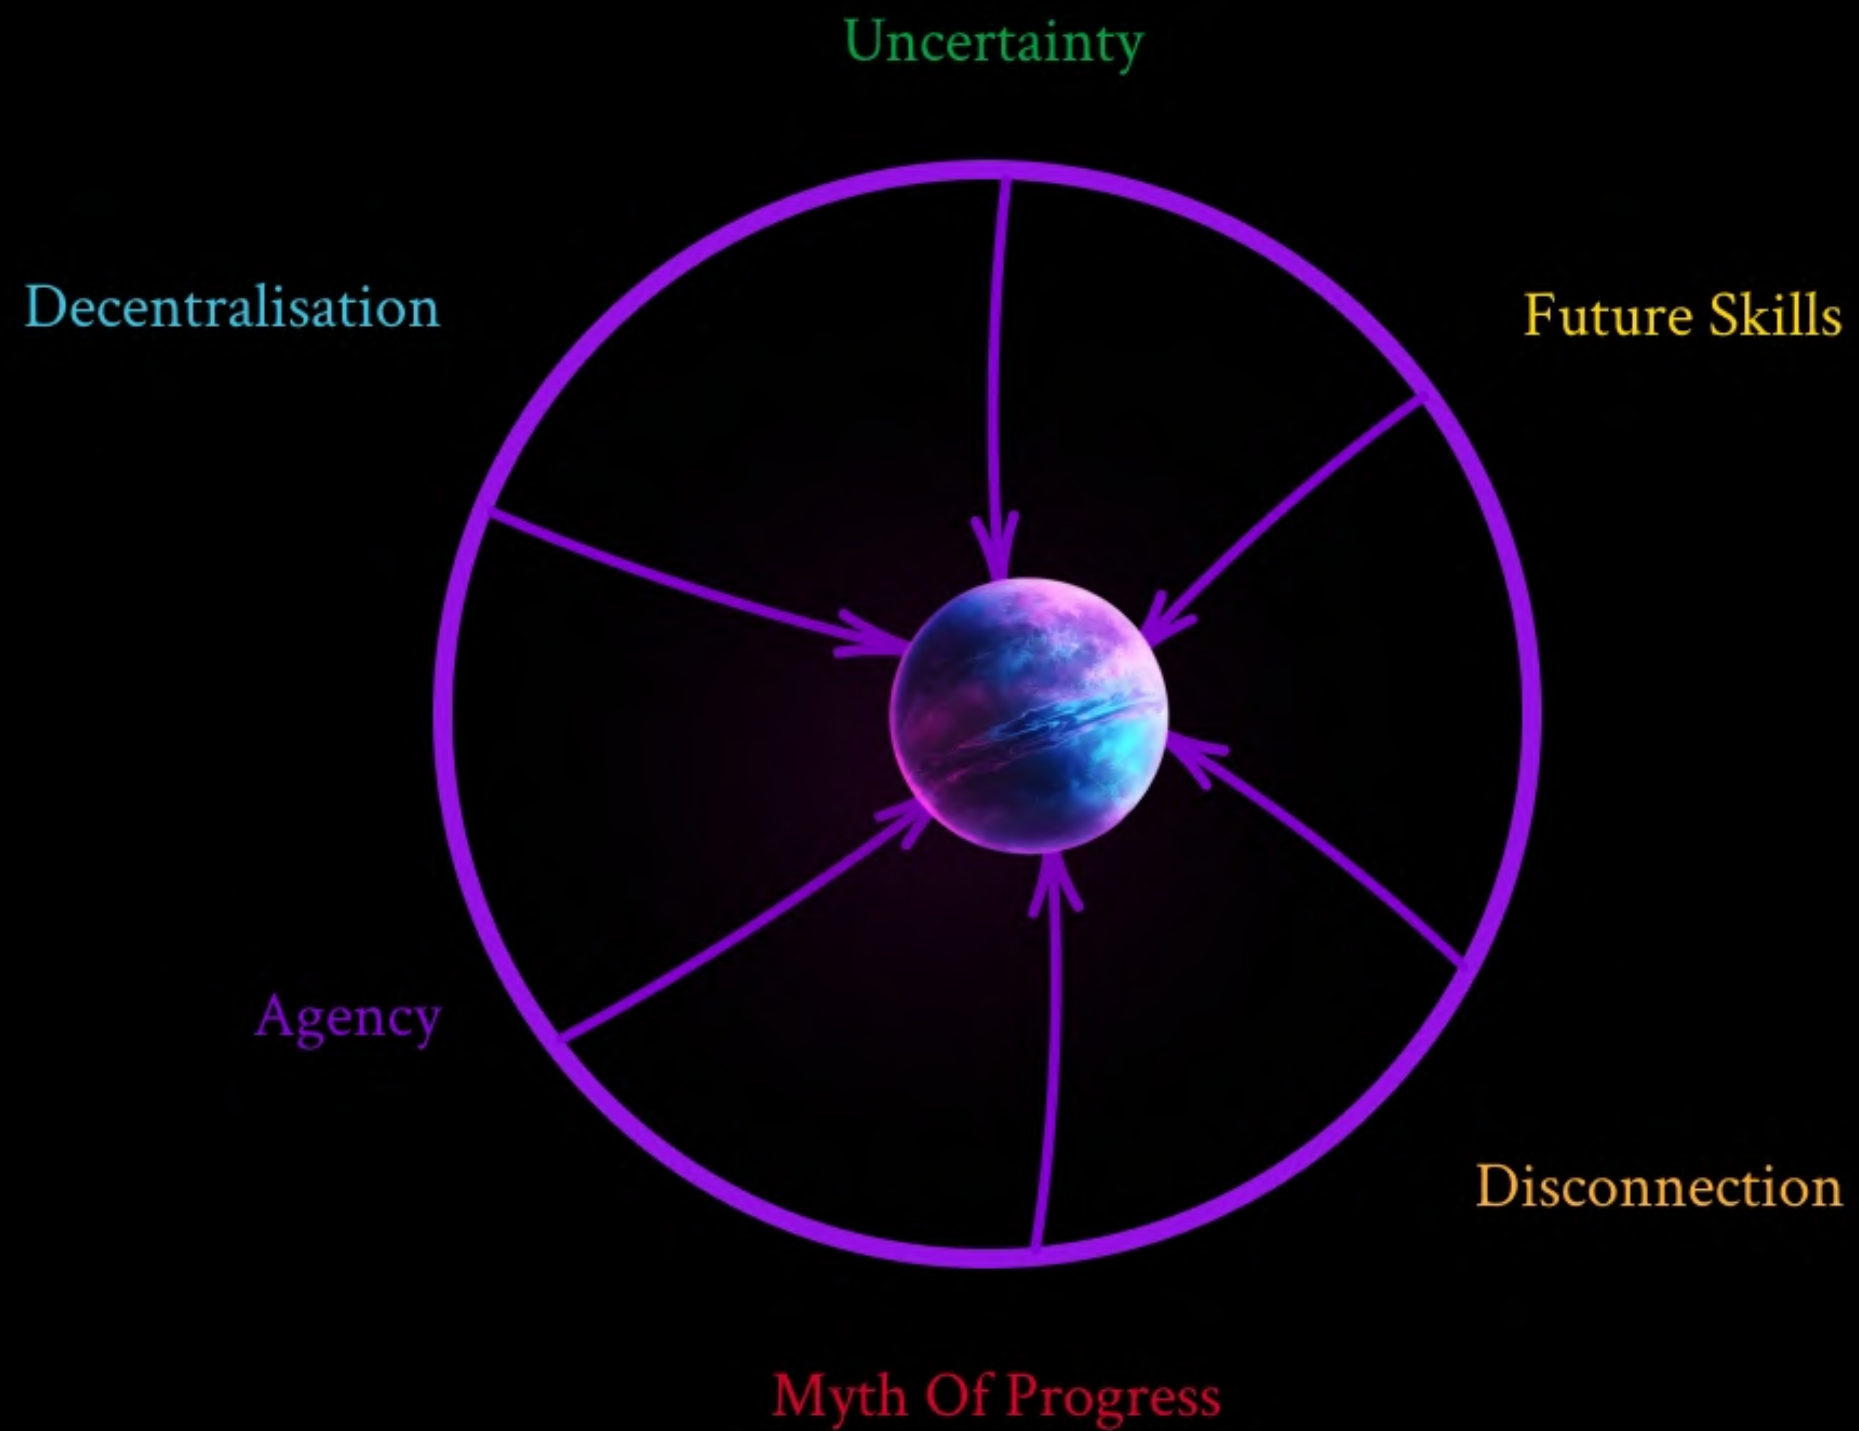 Uncertainty
Decentralisation
Future Skills
Agency
Disconnection
Myth Of Progress